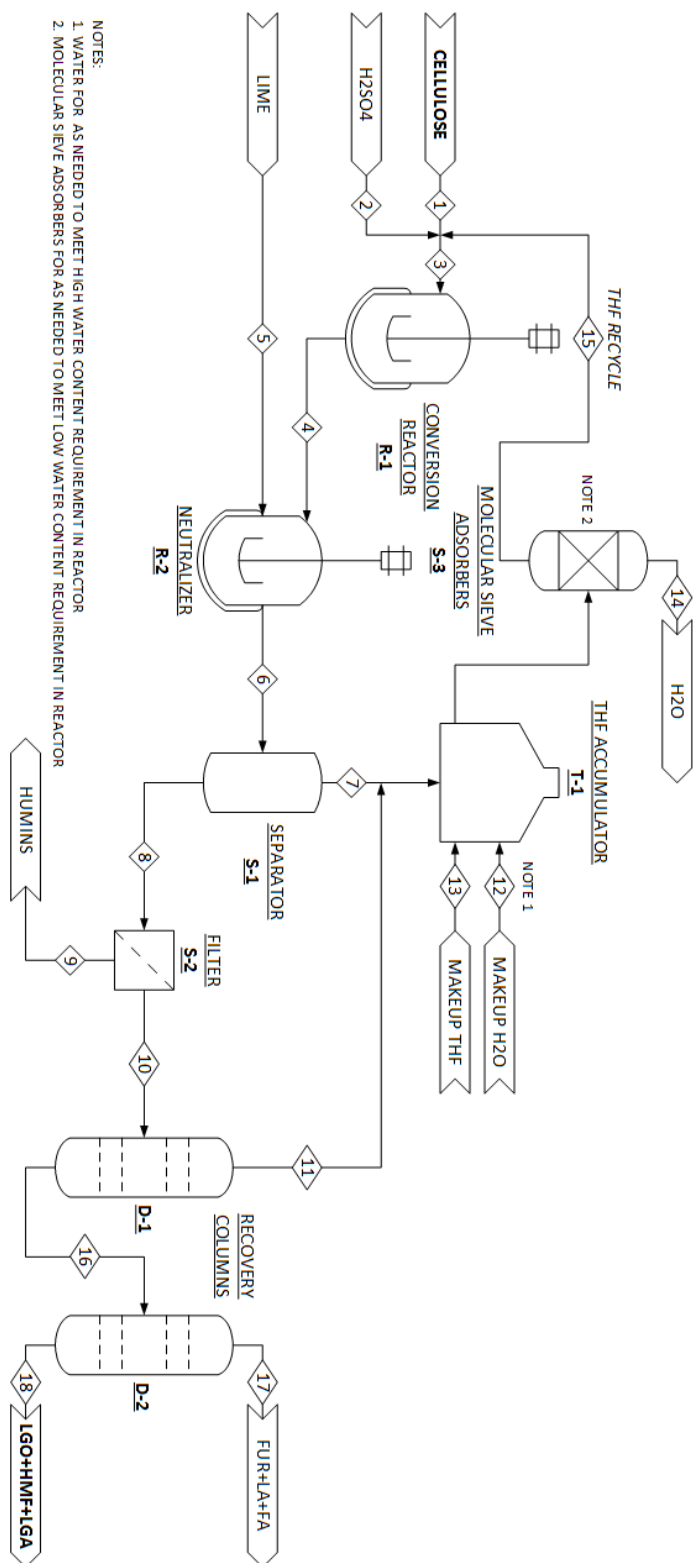 THF RECYCLE
15
NOTE 2
14
H2O
MOLECULAR SIEVE
ADSORBERS
S-3
THF ACCUMULATOR
T-1
NOTE 1
12
MAKEUP H2O
13
MAKEUP THF
CELLULOSE
1
H2SO4
2
3
CONVERSION
REACTOR
R-1
4
LIME
5
NEUTRALIZER
R-2
6
7
SEPARATOR
S-1
8
FILTER
S-2
9
HUMINS
10
11
RECOVERY
COLUMNS
D-1
16
D-2
17
FUR+LA+FA
18
LGO+HMF+LGA
NOTES:
1. WATER FOR AS NEEDED TO MEET HIGH WATER CONTENT REQUIREMENT IN REACTOR
2. MOLECULAR SIEVE ADSORBERS FOR AS NEEDED TO MEET LOW WATER CONTENT REQUIREMENT IN REACTOR